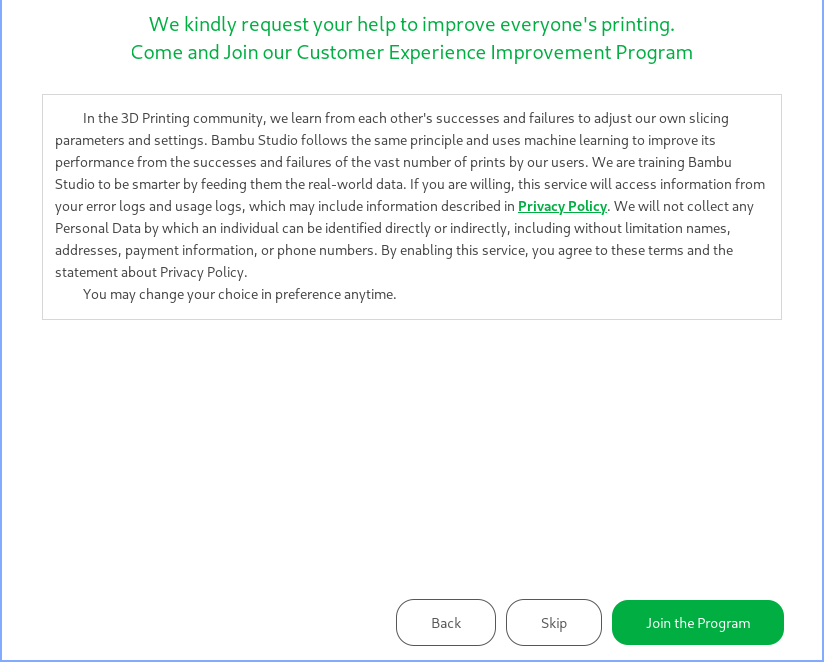 We kindly request your help to improve everyone's printing.
Come and Join our Customer Experience Improvement Program
In the 3D Printing community, we learn from each other's successes and failures to adjust our own slicing
parameters and settings. Bambu Studio follows the same principle and uses machine learning to improve its
performance from the successes and failures of the vast number of prints by our users. We are training Bambu
Studio to be smarter by feeding them the real-world data. If you are willing, this service will access information from
your error logs and usage logs, which may include information described in Privacy Policy. We will not collect any
Personal Data by which an individual can be identified directly or indirectly, including without limitation names,
addresses, payment information, or phone numbers. By enabling this service, you agree to these terms and the
statement about Privacy Policy.
You may change your choice in preference anytime.
Back
Skip
Join the Program